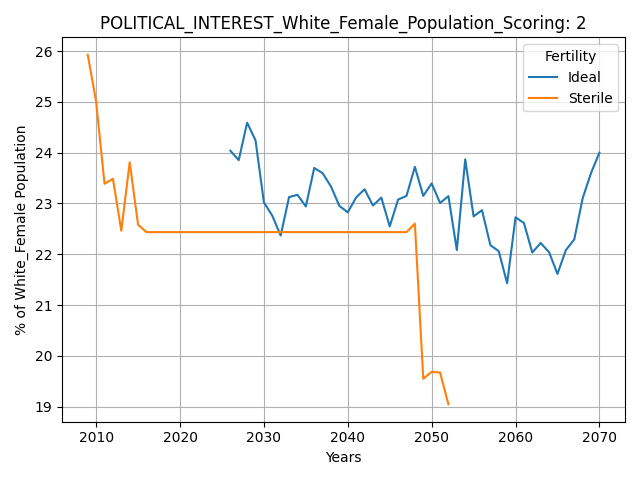 POLITICAL_INTEREST_White_Female_Population_Scoring: 2
Fertility
Ideal
Sterile
% of White_Female Population
26
25
24
23
22
21
20
19
2010 2020 2030 2040 2050 2060 2070
Years